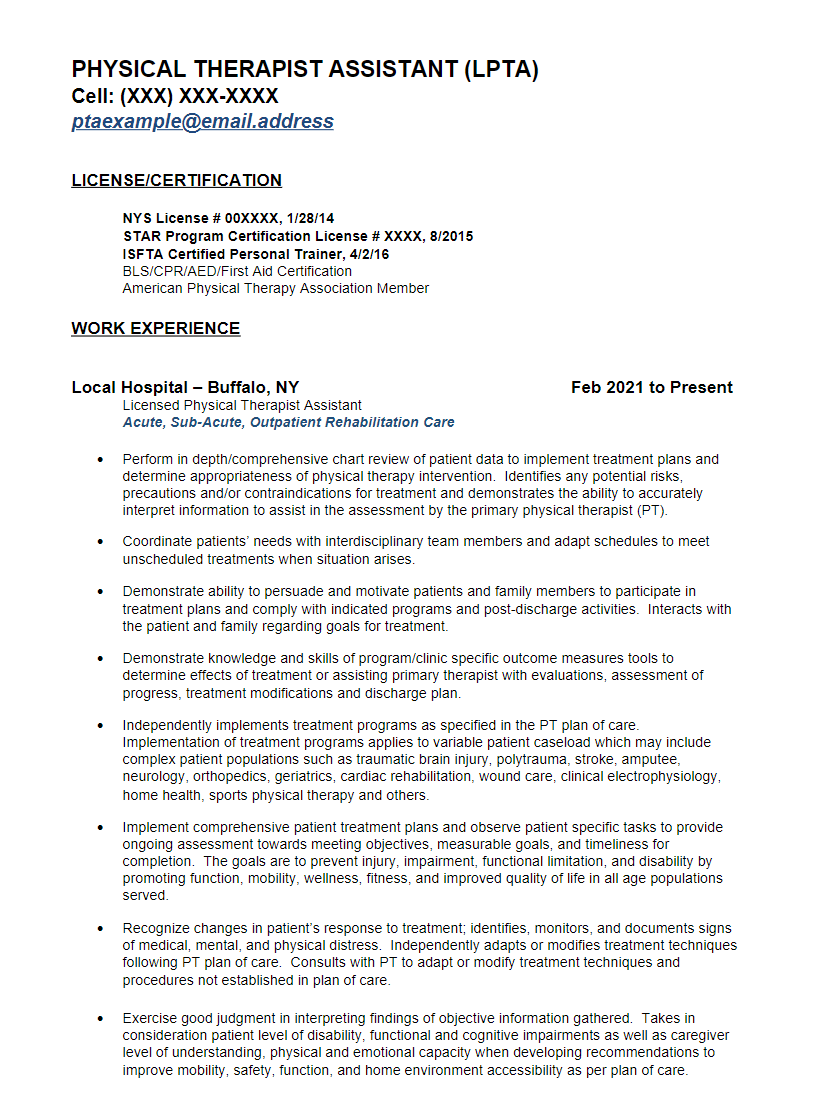 PHYSICAL THERAPIST ASSISTANT (LPTA)
Cell: (XXX) XXX-XXXX
ptaexample@email.address
LICENSE/CERTIFICATION
NYS License # 00XXXX, 1/28/14
STAR Program Certification License # XXXX, 8/2015
ISFTA Certified Personal Trainer, 4/2/16
BLS/CPR/AED/First Aid Certification
American Physical Therapy Association Member
WORK EXPERIENCE
Local Hospital – Buffalo, NY Feb 2021 to Present
Licensed Physical Therapist Assistant
Acute, Sub-Acute, Outpatient Rehabilitation Care
• Perform in depth/comprehensive chart review of patient data to implement treatment plans and
determine appropriateness of physical therapy intervention.  Identifies any potential risks,
precautions and/or contraindications for treatment and demonstrates the ability to accurately
interpret information to assist in the assessment by the primary physical therapist (PT).
• Coordinate patients’ needs with interdisciplinary team members and adapt schedules to meet
unscheduled treatments when situation arises.
• Demonstrate ability to persuade and motivate patients and family members to participate in
treatment plans and comply with indicated programs and post-discharge activities.  Interacts with
the patient and family regarding goals for treatment.
• Demonstrate knowledge and skills of program/clinic specific outcome measures tools to
determine effects of treatment or assisting primary therapist with evaluations, assessment of
progress, treatment modifications and discharge plan.
• Independently implements treatment programs as specified in the PT plan of care.
Implementation of treatment programs applies to variable patient caseload which may include
complex patient populations such as traumatic brain injury, polytrauma, stroke, amputee,
neurology, orthopedics, geriatrics, cardiac rehabilitation, wound care, clinical electrophysiology,
home health, sports physical therapy and others.
• Implement comprehensive patient treatment plans and observe patient specific tasks to provide
ongoing assessment towards meeting objectives, measurable goals, and timeliness for
completion.  The goals are to prevent injury, impairment, functional limitation, and disability by
promoting function, mobility, wellness, fitness, and improved quality of life in all age populations
served.
• Recognize changes in patient’s response to treatment; identifies, monitors, and documents signs
of medical, mental, and physical distress.  Independently adapts or modifies treatment techniques
following PT plan of care.  Consults with PT to adapt or modify treatment techniques and
procedures not established in plan of care.
• Exercise good judgment in interpreting findings of objective information gathered.  Takes in
consideration patient level of disability, functional and cognitive impairments as well as caregiver
level of understanding, physical and emotional capacity when developing recommendations to
improve mobility, safety, function, and home environment accessibility as per plan of care.